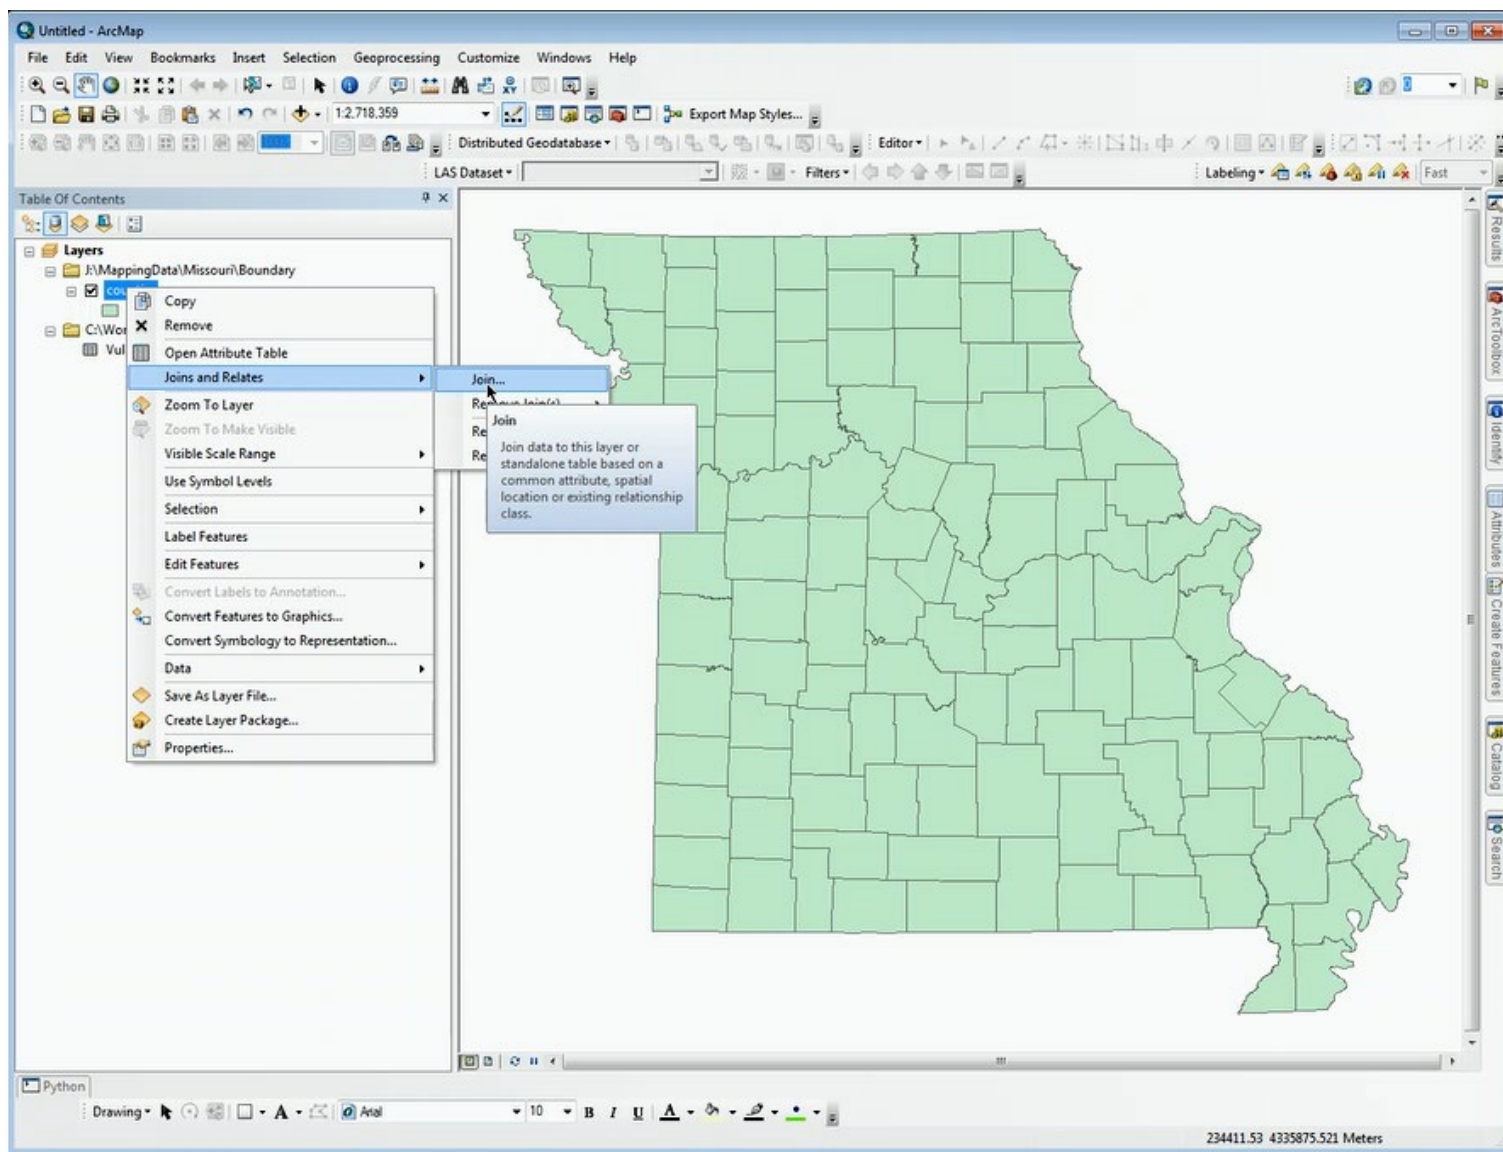 Untitled - ArcMap
File Edit View Bookmarks Insert Selection Geoprocessing Customize Windows Help
1:2,718,359 Export Map Styles...
Distributed Geodatabase Editor
LAS Dataset Filters Labeling Fast
Table Of Contents
Layers
J:\MappingData\Missouri\Boundary
Copy
Remove
Open Attribute Table
Joins and Relates
Zoom To Layer
Zoom To Make Visible
Visible Scale Range
Use Symbol Levels
Selection
Label Features
Edit Features
Convert Labels to Annotation...
Convert Features to Graphics...
Convert Symbology to Representation...
Data
Save As Layer File...
Create Layer Package...
Properties...
C:\Wor
Vul
Join...
Remove Join(s)
Re
Re
Join
Join data to this layer or
standalone table based on a
common attribute, spatial
location or existing relationship
class.
Results
ArcToolbox
Identify
Attributes
Create Features
Catalog
Search
Python
Drawing A Arial 10 B I U A
234411.53 4335875.521 Meters